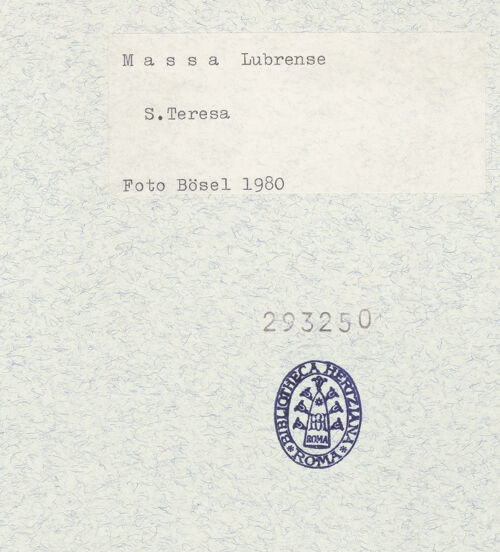 M a s s a Lubrense
S.Teresa
Foto Bösel 1980
293250
BIBLIOTHECA HERTZIANA
ROMA
* ROMA *